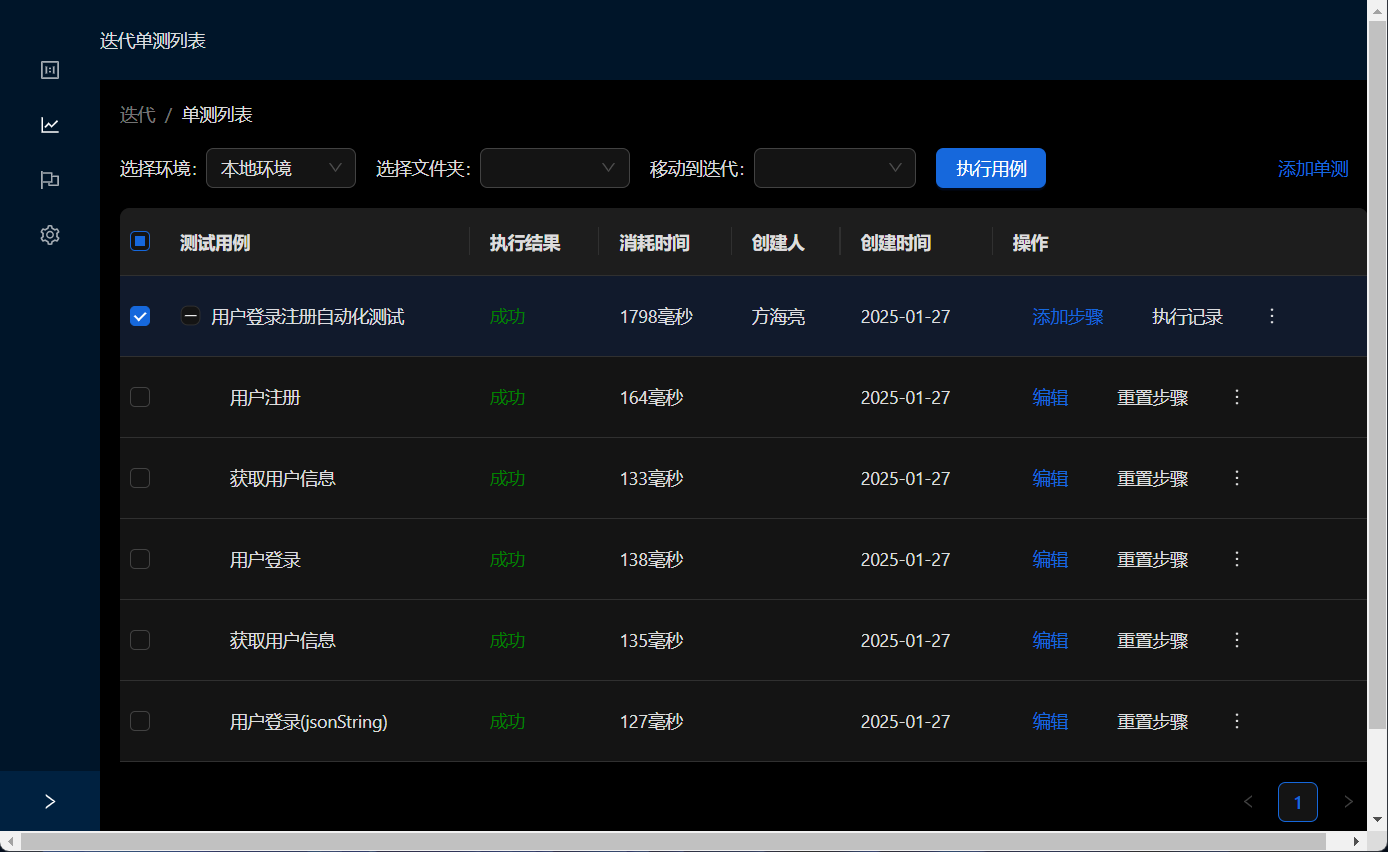 迭代单测列表
迭代 / 单测列表
选择环境: 本地环境 选择文件夹: 移动到迭代: 执行用例 添加单测
测试用例 执行结果 消耗时间 创建人 创建时间 操作
用户登录注册自动化测试 成功 1798毫秒 方海亮 2025-01-27 添加步骤 执行记录
用户注册 成功 164毫秒 2025-01-27 编辑 重置步骤
获取用户信息 成功 133毫秒 2025-01-27 编辑 重置步骤
用户登录 成功 138毫秒 2025-01-27 编辑 重置步骤
获取用户信息 成功 135毫秒 2025-01-27 编辑 重置步骤
用户登录(jsonString) 成功 127毫秒 2025-01-27 编辑 重置步骤
1